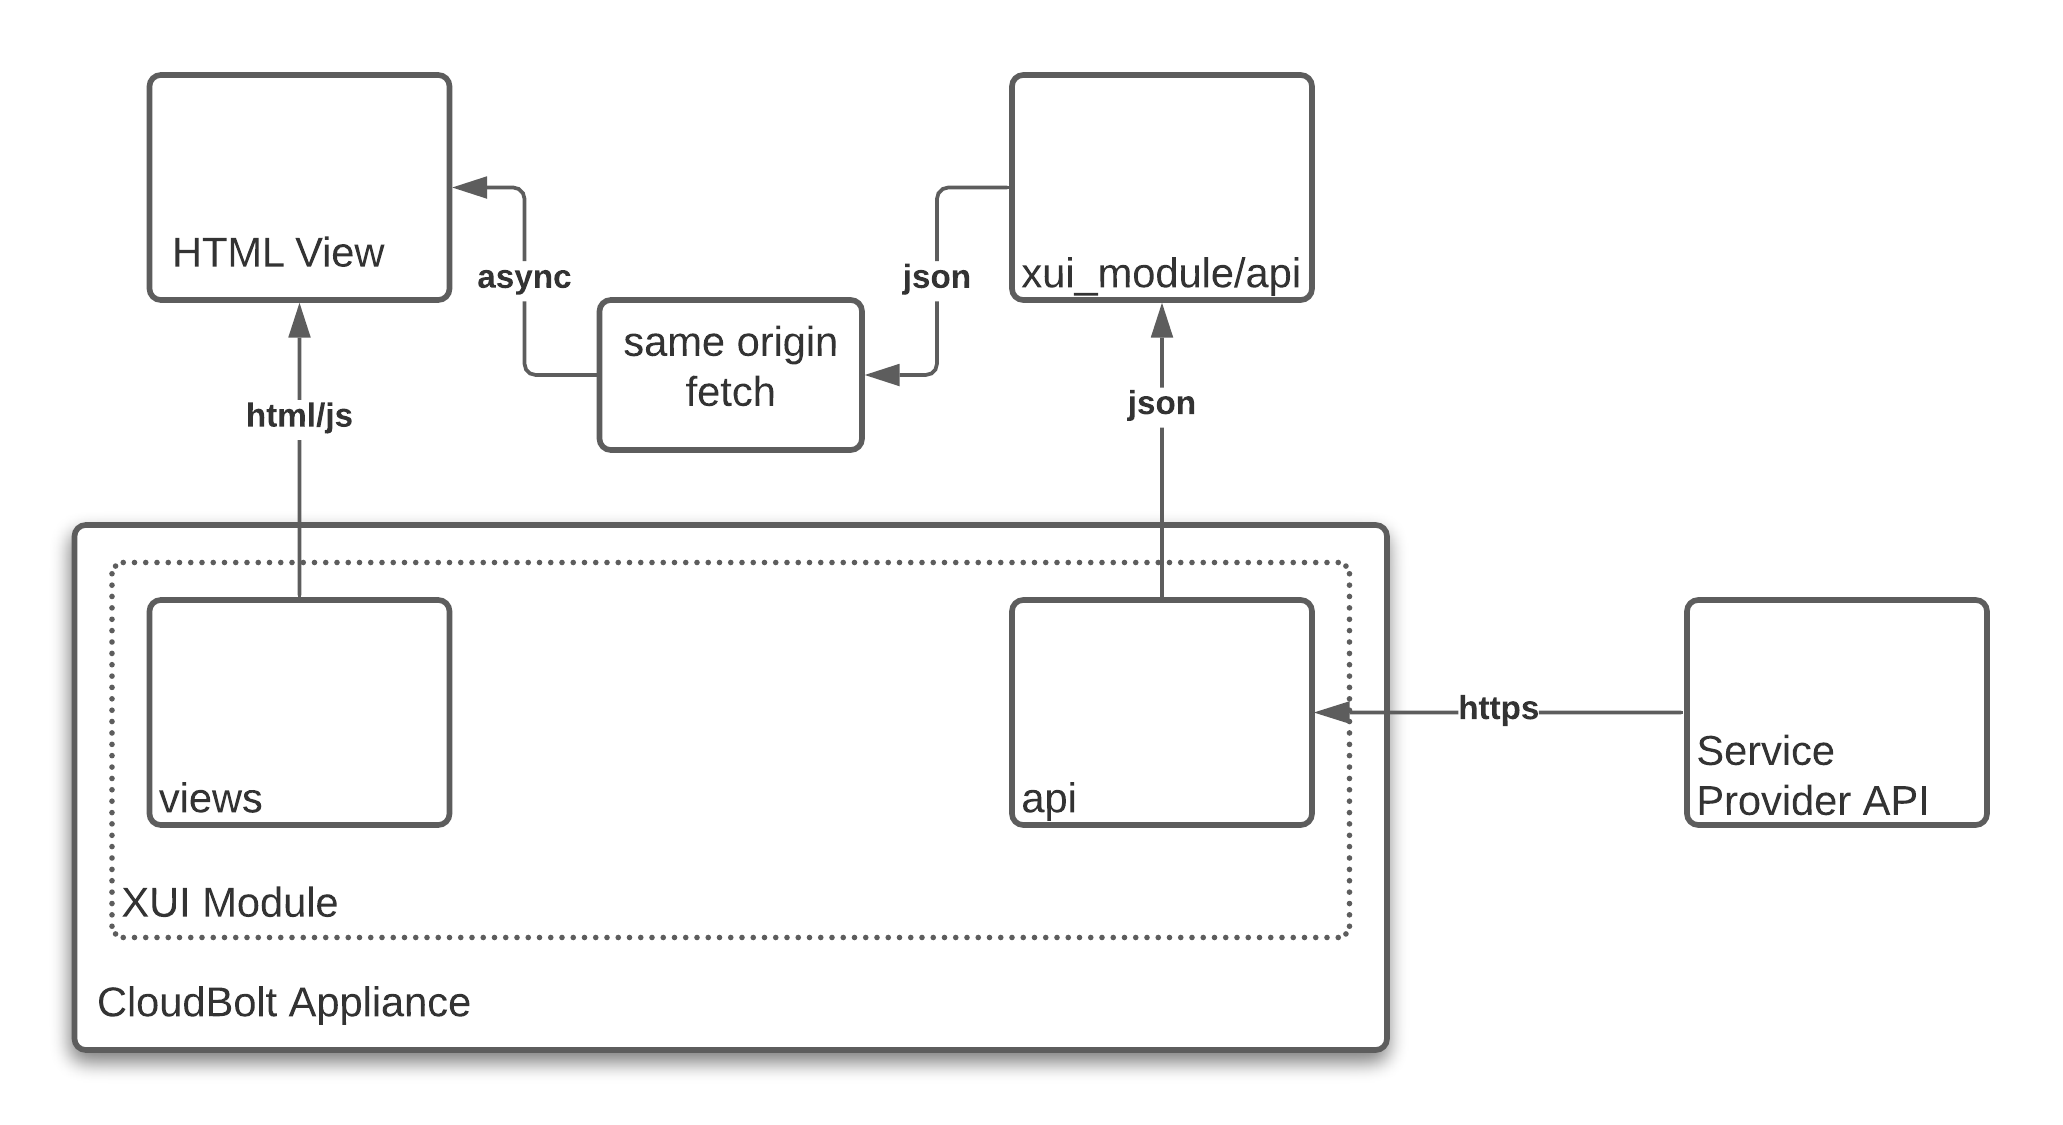 HTML View
xui_module/api
async
json
same origin
fetch
html/js
json
views
api
https
Service
Provider API
XUI Module
CloudBolt Appliance